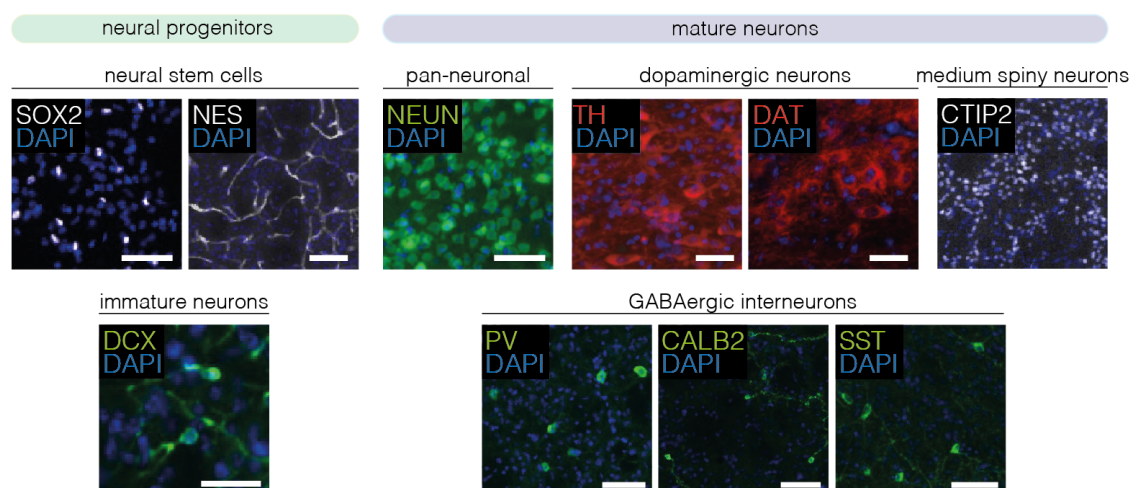 neural progenitors
mature neurons
neural stem cells
pan-neuronal
dopaminergic neurons
medium spiny neurons
SOX2
DAPI
NES
DAPI
NEUN
DAPI
TH
DAPI
DAT
DAPI
CTIP2
DAPI
immature neurons
GABAergic interneurons
DCX
DAPI
PV
DAPI
CALB2
DAPI
SST
DAPI